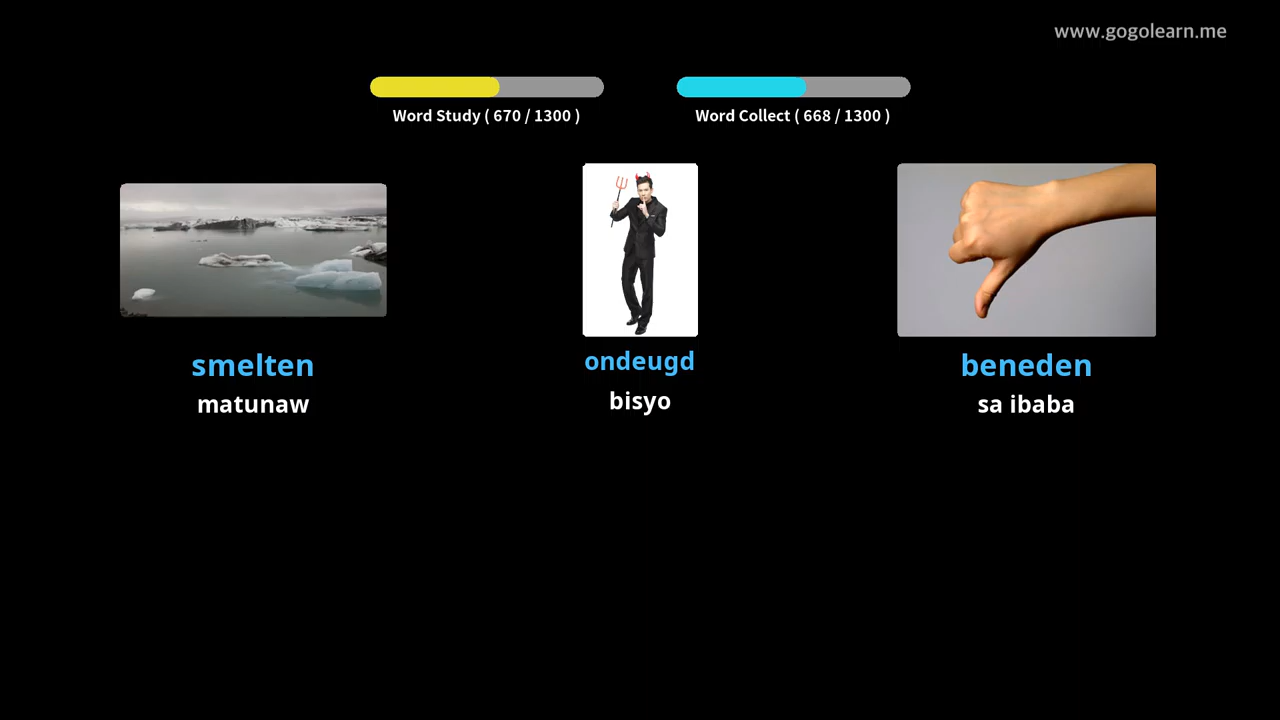 www.gogolearn.me
Word Study ( 670 / 1300 )
Word Collect ( 668 / 1300 )
smelten
matunaw
ondeugd
bisyo
beneden
sa ibaba